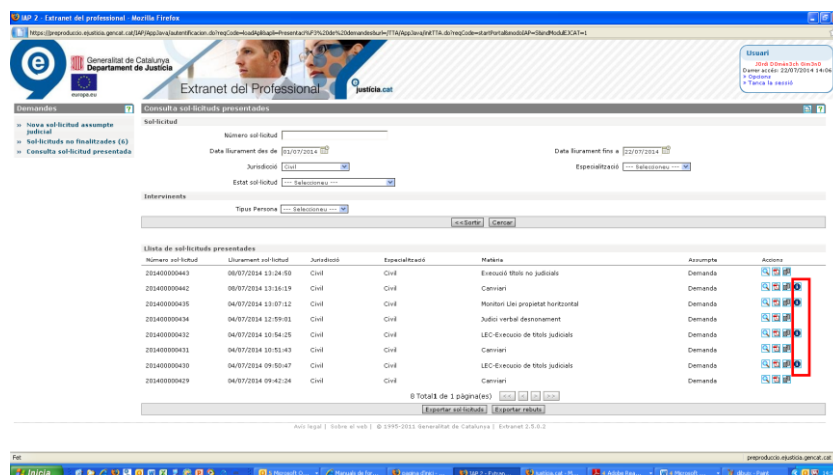 IAP 2 - Extranet del professional - Mozilla Firefox
Generalitat de Catalunya
Departament de Justícia
europa.eu
Extranet del Professional
justicia.cat
Usuari
Darrer accés: 22/07/2014 14:06
> Opcions
> Tanca la sessió
Demandes
Consulta sol·licituds presentades
» Nova sol·licitud assumpte judicial
» Sol·licituds no finalitzades (6)
» Consulta sol·licitud presentada
Sol·licitud
Número sol·licitud
Data lliurament des de 01/07/2014 Data lliurament fins a 22/07/2014
Jurisdicció Civil Especialització --- Seleccioneu ---
Estat sol·licitud --- Seleccioneu ---
Intervinents
Tipus Persona --- Seleccioneu ---
<<Sortir Cercar
Llista de sol·licituds presentades
Número sol·licitud Lliurament sol·licitud Jurisdicció Especialització Matèria Assumpte Accions
201400000443 08/07/2014 13:24:50 Civil Civil Execució títols no judicials Demanda
201400000442 08/07/2014 13:16:19 Civil Civil Canviari Demanda
201400000435 04/07/2014 13:07:12 Civil Civil Monitori Llei propietat horitzontal Demanda
201400000434 04/07/2014 12:59:01 Civil Civil Judici verbal desnonament Demanda
201400000432 04/07/2014 10:54:25 Civil Civil LEC-Execucio de titols judicials Demanda
201400000431 04/07/2014 10:51:43 Civil Civil Canviari Demanda
201400000430 04/07/2014 09:50:47 Civil Civil LEC-Execucio de titols judicials Demanda
201400000429 04/07/2014 09:42:24 Civil Civil Canviari Demanda
8 Total1 de 1 pàgina(es) << < > >>
Exportar sol·licituds Exportar rebuts
Avís legal | Sobre el web | © 1995-2012 Generalitat de Catalunya | Extranet 2.5.0.2
Fet preproduccio.ejusticia.gencat.cat
Inicia